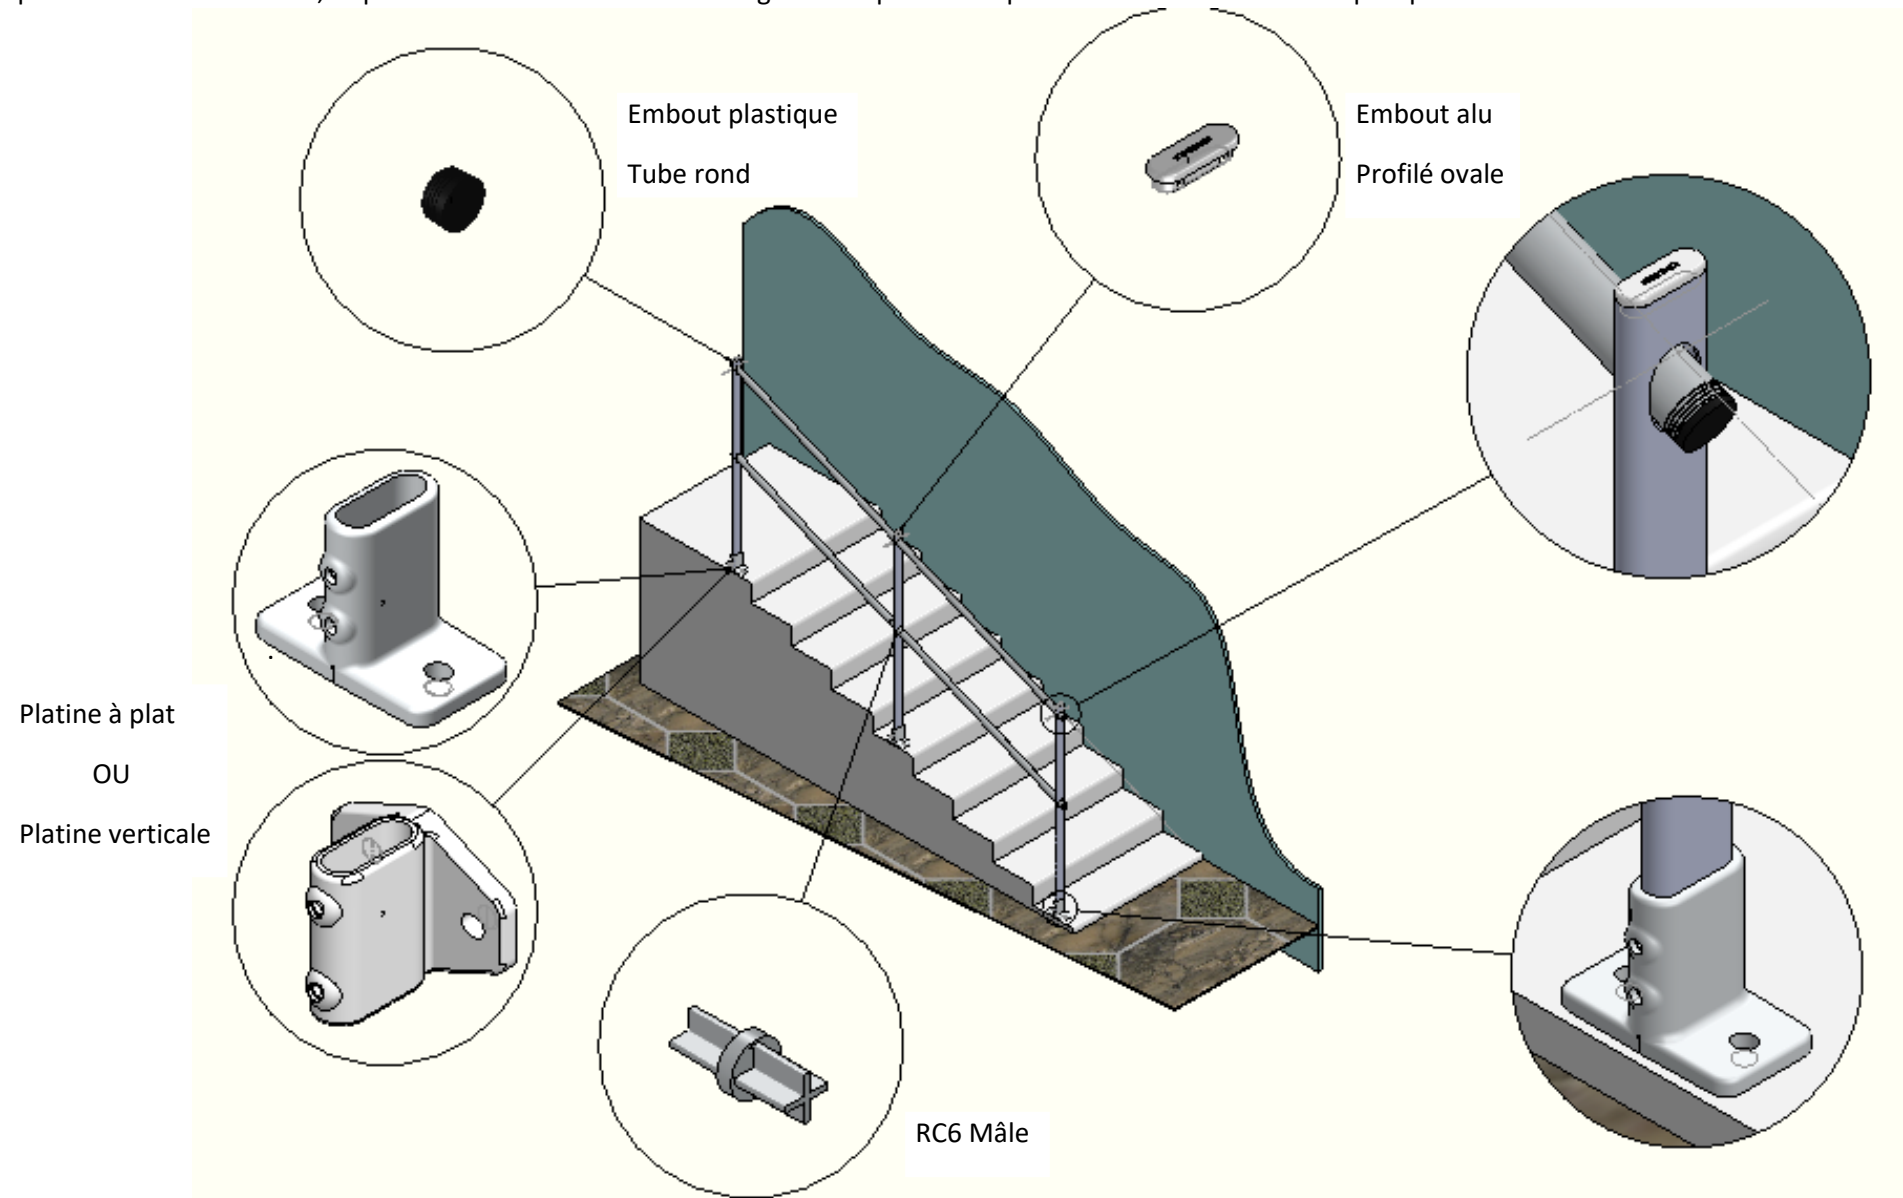 Embout plastique
Tube rond
Embout alu
Profilé ovale
Platine à plat
OU
Platine verticale
RC6 Mâle